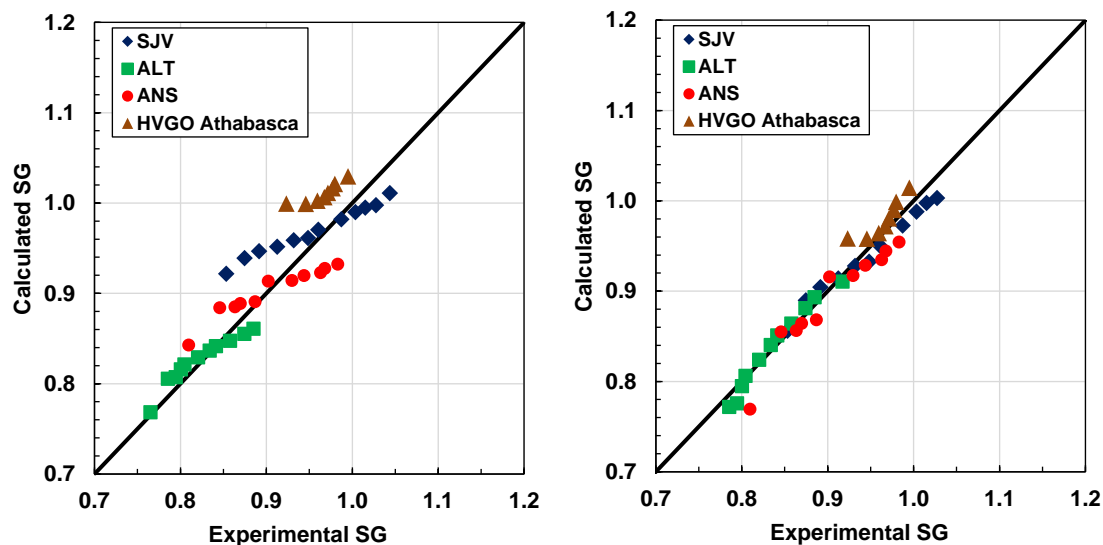 1.2
1.1
1.0
0.9
0.8
0.7
Calculated SG
SJV
ALT
ANS
HVGO Athabasca
0.7 0.8 0.9 1.0 1.1 1.2
Experimental SG
1.2
1.1
1.0
0.9
0.8
0.7
Calculated SG
SJV
ALT
ANS
HVGO Athabasca
0.7 0.8 0.9 1.0 1.1 1.2
Experimental SG